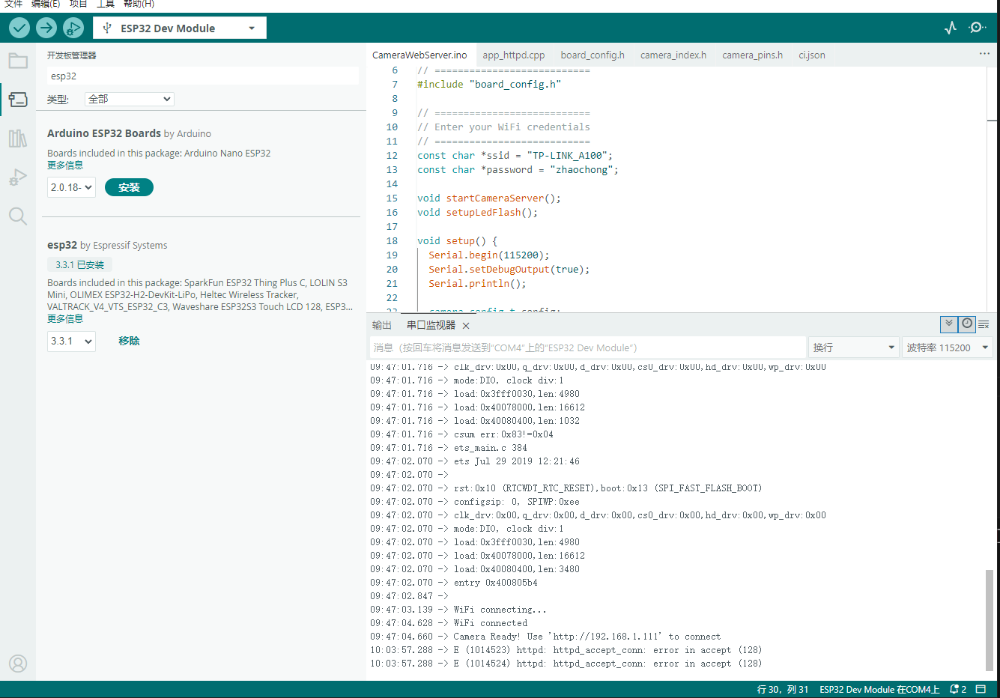 文件 编辑(E) 项目 工具 帮助(H)
ESP32 Dev Module
开发板管理器
esp32
类型: 全部
Arduino ESP32 Boards by Arduino
Boards included in this package: Arduino Nano ESP32
更多信息
2.0.18- 安装
esp32 by Espressif Systems
3.3.1 已安装
Boards included in this package: SparkFun ESP32 Thing Plus C, LOLIN S3
Mini, OLIMEX ESP32-H2-DevKit-LiPo, Heltec Wireless Tracker,
VALTRACK_V4_VTS_ESP32_C3, Waveshare ESP32S3 Touch LCD 128, ESP3...
更多信息
3.3.1 移除
CameraWebServer.ino app_httpd.cpp board_config.h camera_index.h camera_pins.h ci.json ...
6 // ===========================
7 #include "board_config.h"
8
9 // ===========================
10 // Enter your WiFi credentials
11 // ===========================
12 const char *ssid = "TP-LINK_A100";
13 const char *password = "zhaochong";
14
15 void startCameraServer();
16 void setupLedFlash();
17
18 void setup() {
19 Serial.begin(115200);
20 Serial.setDebugOutput(true);
21 Serial.println();
22
23 camera_config_t config;
输出 串口监视器
消息（按回车将消息发送到“COM4”上的“ESP32 Dev Module”） 换行 波特率 115200
09:47:01.716 -> clk_drv:0x00,q_drv:0x00,d_drv:0x00,cs0_drv:0x00,hd_drv:0x00,wp_drv:0x00
09:47:01.716 -> mode:DIO, clock div:1
09:47:01.716 -> load:0x3fff0030,len:4980
09:47:01.716 -> load:0x40078000,len:16612
09:47:01.716 -> load:0x40080400,len:1032
09:47:01.716 -> csum err:0x83!=0x04
09:47:01.716 -> ets_main.c 384
09:47:02.070 -> ets Jul 29 2019 12:21:46
09:47:02.070 ->
09:47:02.070 -> rst:0x10 (RTCWDT_RTC_RESET),boot:0x13 (SPI_FAST_FLASH_BOOT)
09:47:02.070 -> configsip: 0, SPIWP:0xee
09:47:02.070 -> clk_drv:0x00,q_drv:0x00,d_drv:0x00,cs0_drv:0x00,hd_drv:0x00,wp_drv:0x00
09:47:02.070 -> mode:DIO, clock div:1
09:47:02.070 -> load:0x3fff0030,len:4980
09:47:02.070 -> load:0x40078000,len:16612
09:47:02.070 -> load:0x40080400,len:3480
09:47:02.070 -> entry 0x400805b4
09:47:02.847 ->
09:47:03.139 -> WiFi connecting...
09:47:04.628 -> WiFi connected
09:47:04.660 -> Camera Ready! Use 'http://192.168.1.111' to connect
10:03:57.288 -> E (1014523) httpd: httpd_accept_conn: error in accept (128)
10:03:57.288 -> E (1014524) httpd: httpd_accept_conn: error in accept (128)
行 30，列 31 ESP32 Dev Module 在COM4上 2